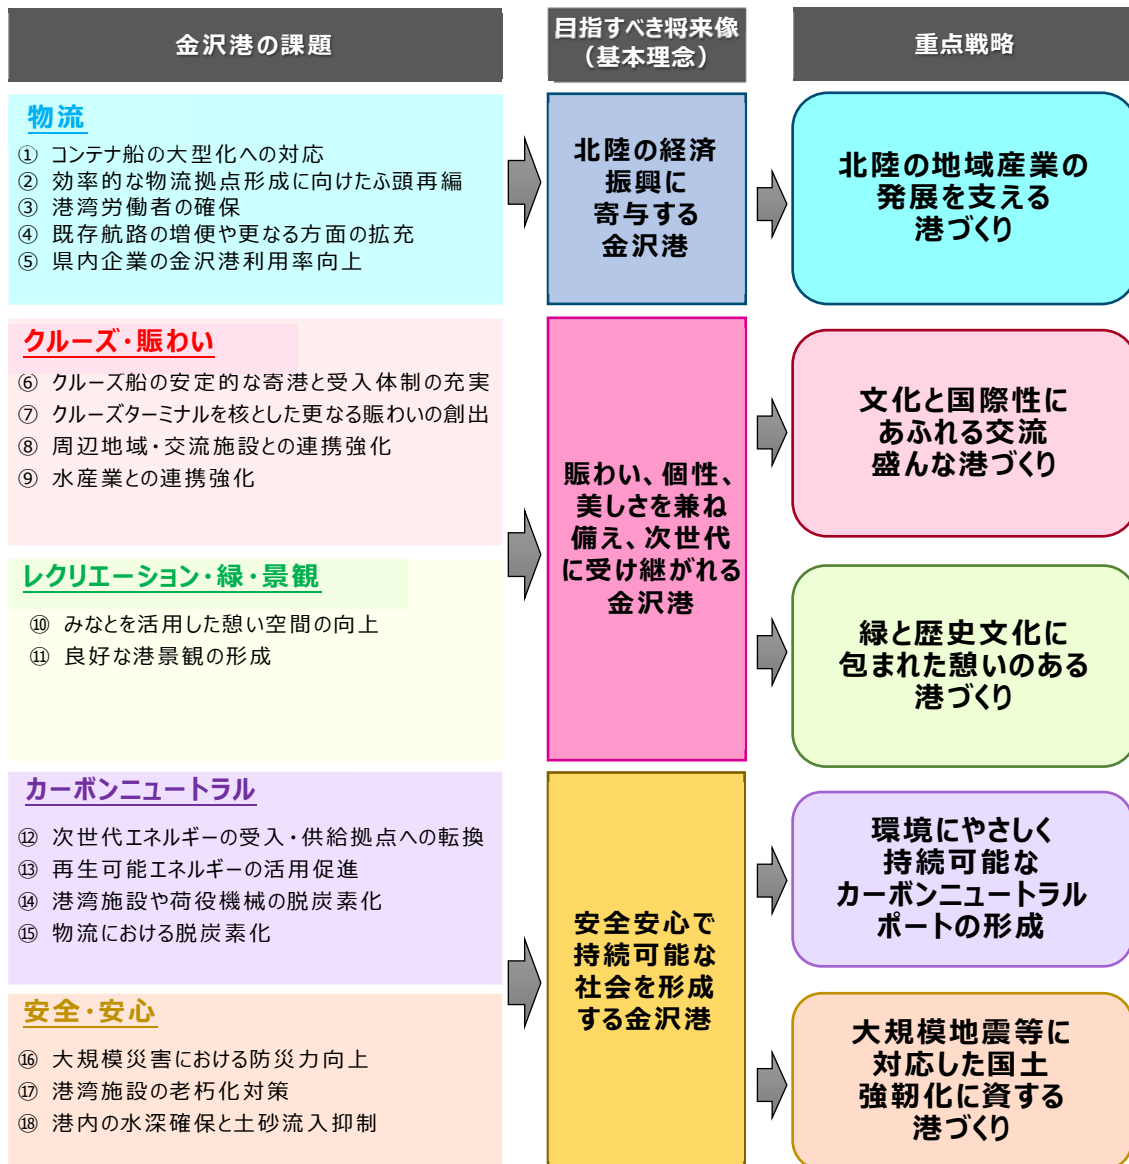 金沢港の課題
目指すべき将来像
（基本理念）
重点戦略
物流
① コンテナ船の大型化への対応
② 効率的な物流拠点形成に向けたふ頭再編
③ 港湾労働者の確保
④ 既存航路の増便や更なる方面の拡充
⑤ 県内企業の金沢港利用率向上
北陸の経済
振興に
寄与する
金沢港
北陸の地域産業の
発展を支える
港づくり
クルーズ・賑わい
⑥ クルーズ船の安定的な寄港と受入体制の充実
⑦ クルーズターミナルを核とした更なる賑わいの創出
⑧ 周辺地域・交流施設との連携強化
⑨ 水産業との連携強化
レクリエーション・緑・景観
⑩ みなとを活用した憩い空間の向上
⑪ 良好な港景観の形成
賑わい、個性、
美しさを兼ね
備え、次世代
に受け継がれる
金沢港
文化と国際性に
あふれる交流
盛んな港づくり
緑と歴史文化に
包まれた憩いのある
港づくり
カーボンニュートラル
⑫ 次世代エネルギーの受入・供給拠点への転換
⑬ 再生可能エネルギーの活用促進
⑭ 港湾施設や荷役機械の脱炭素化
⑮ 物流における脱炭素化
安全・安心
⑯ 大規模災害における防災力向上
⑰ 港湾施設の老朽化対策
⑱ 港内の水深確保と土砂流入抑制
安全安心で
持続可能な
社会を形成
する金沢港
環境にやさしく
持続可能な
カーボンニュートラル
ポートの形成
大規模地震等に
対応した国土
強靭化に資する
港づくり